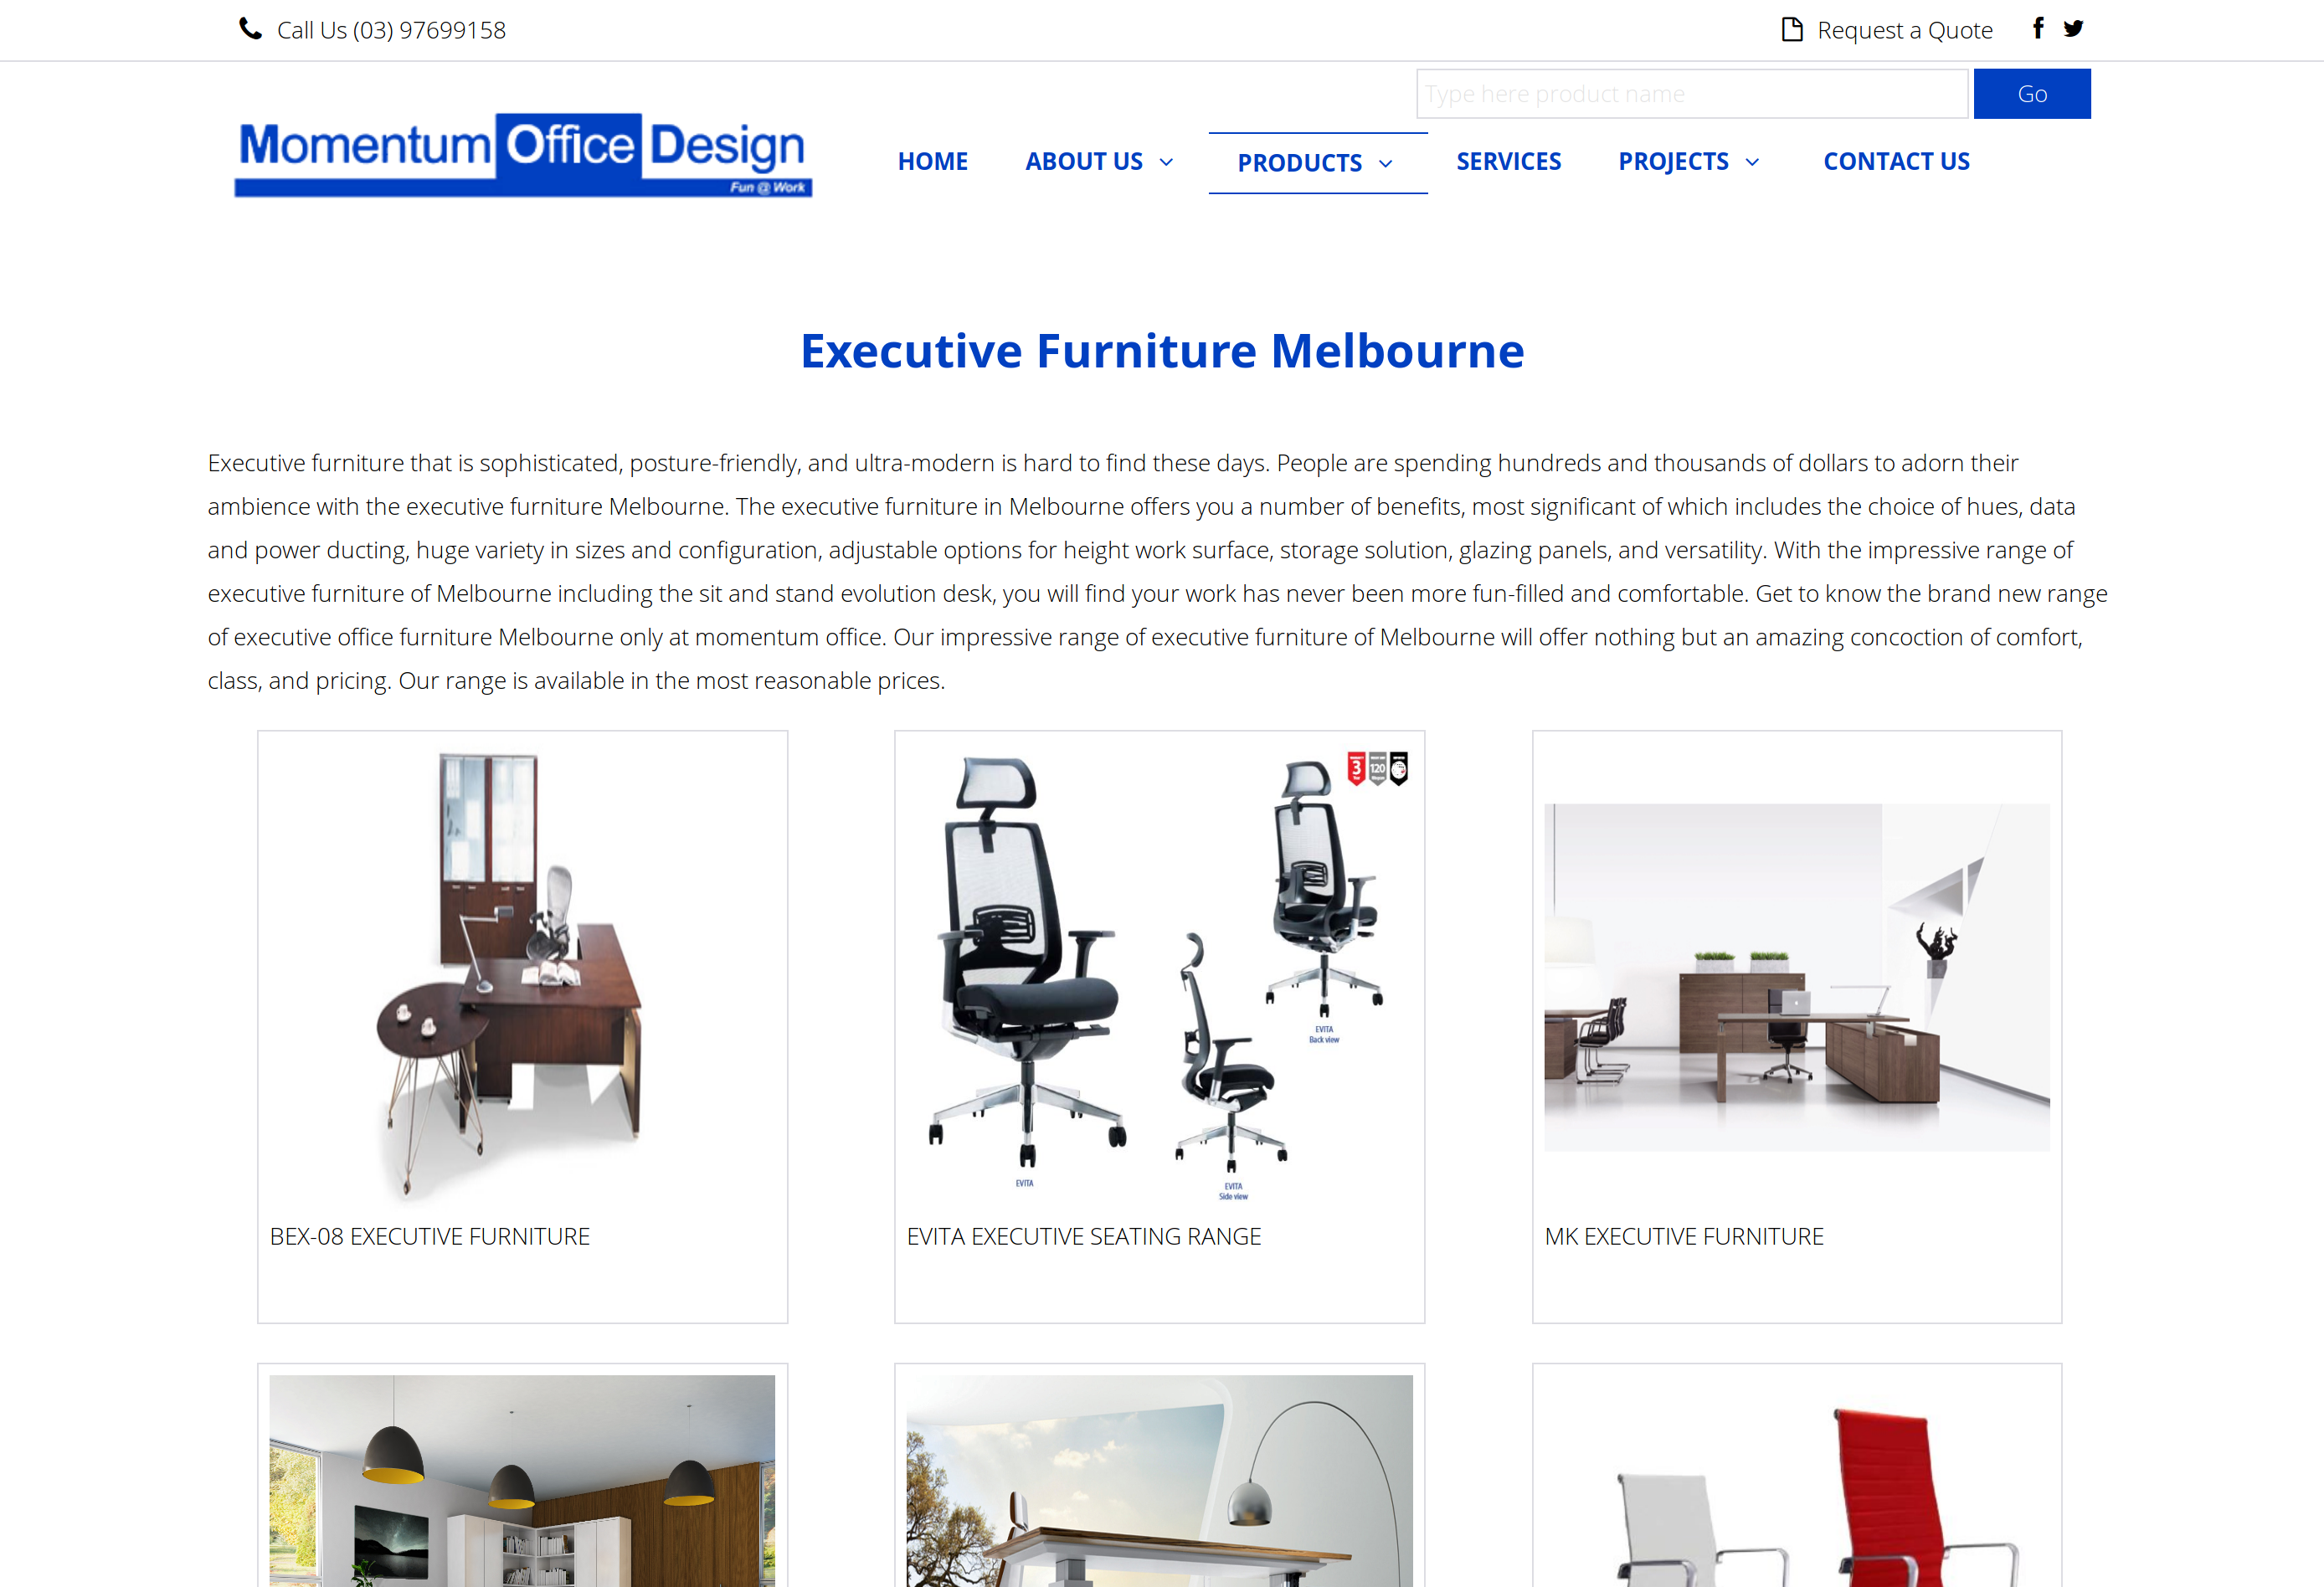 Call Us (03) 97699158
Request a Quote
Type here product name
Go
Momentum Office Design
Fun @ Work
HOME
ABOUT US
PRODUCTS
SERVICES
PROJECTS
CONTACT US
Executive Furniture Melbourne
Executive furniture that is sophisticated, posture-friendly, and ultra-modern is hard to find these days. People are spending hundreds and thousands of dollars to adorn their
ambience with the executive furniture Melbourne. The executive furniture in Melbourne offers you a number of benefits, most significant of which includes the choice of hues, data
and power ducting, huge variety in sizes and configuration, adjustable options for height work surface, storage solution, glazing panels, and versatility. With the impressive range of
executive furniture of Melbourne including the sit and stand evolution desk, you will find your work has never been more fun-filled and comfortable. Get to know the brand new range
of executive office furniture Melbourne only at momentum office. Our impressive range of executive furniture of Melbourne will offer nothing but an amazing concoction of comfort,
class, and pricing. Our range is available in the most reasonable prices.
3
120
EVITA
Back view
EVITA
EVITA
Side view
BEX-08 EXECUTIVE FURNITURE
EVITA EXECUTIVE SEATING RANGE
MK EXECUTIVE FURNITURE